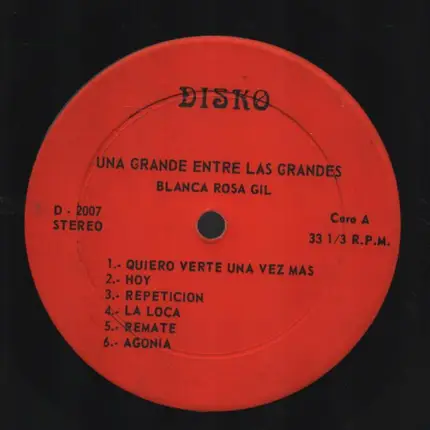 DISKO
UNA GRANDE ENTRE LAS GRANDES
BLANCA ROSA GIL
D - 2007
STEREO
Cara A
33 1/3 R.P.M.
1.- QUIERO VERTE UNA VEZ MAS
2.- HOY
3.- REPETICION
4.- LA LOCA
5.- REMATE
6.- AGONIA